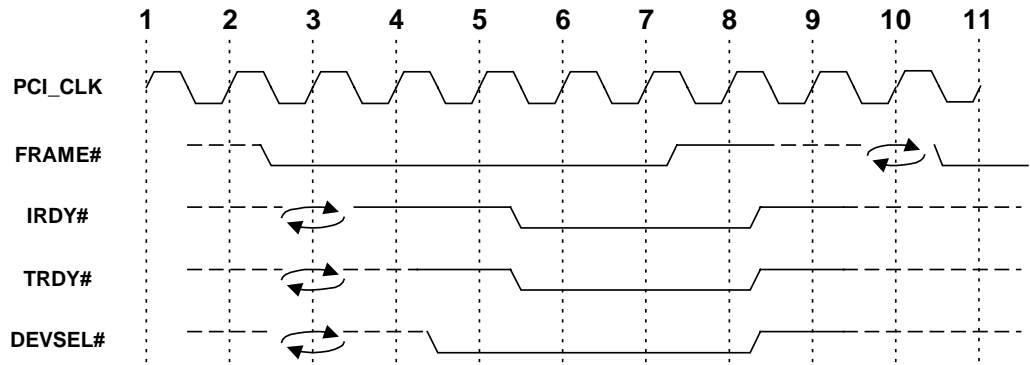 1 2 3 4 5 6 7 8 9 10 11
PCI_CLK
FRAME#
IRDY#
TRDY#
DEVSEL#